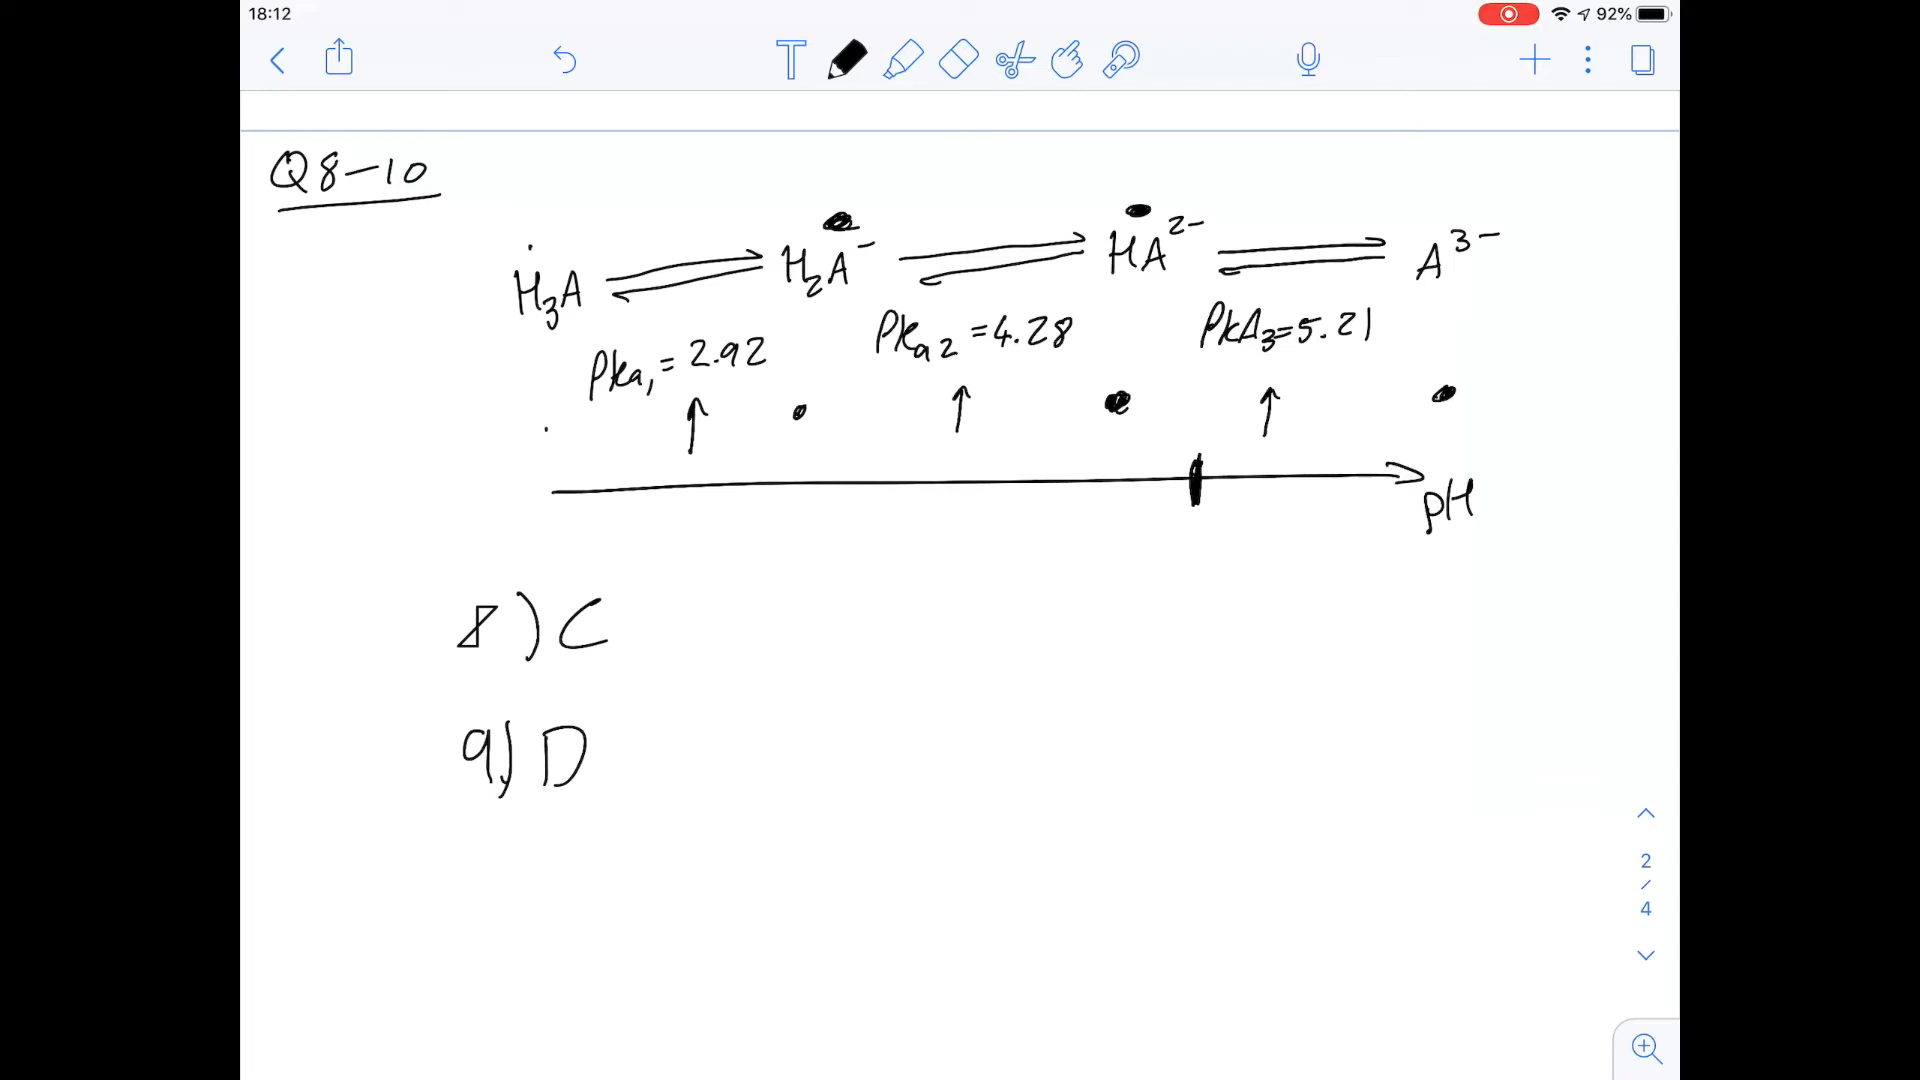 18:12
92%
T
Q8-10
H₃A ⇌ H₂A⁻ ⇌ HA²⁻ ⇌ A³⁻
Pka₁ = 2.92 Pka2 = 4.28 PkA₃=5.21
pH
8) C
9) D
2
/
4